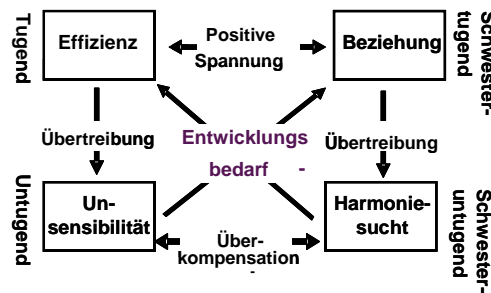 Tugend
Effizienz
Positive
Spannung
Beziehung
Schwester-
tugend
Übertreibung
Entwicklungs
bedarf -
Übertreibung
Untugend
Un-
sensibilität
Über-
kompensation
-
Harmonie-
sucht
Schwester-
untugend